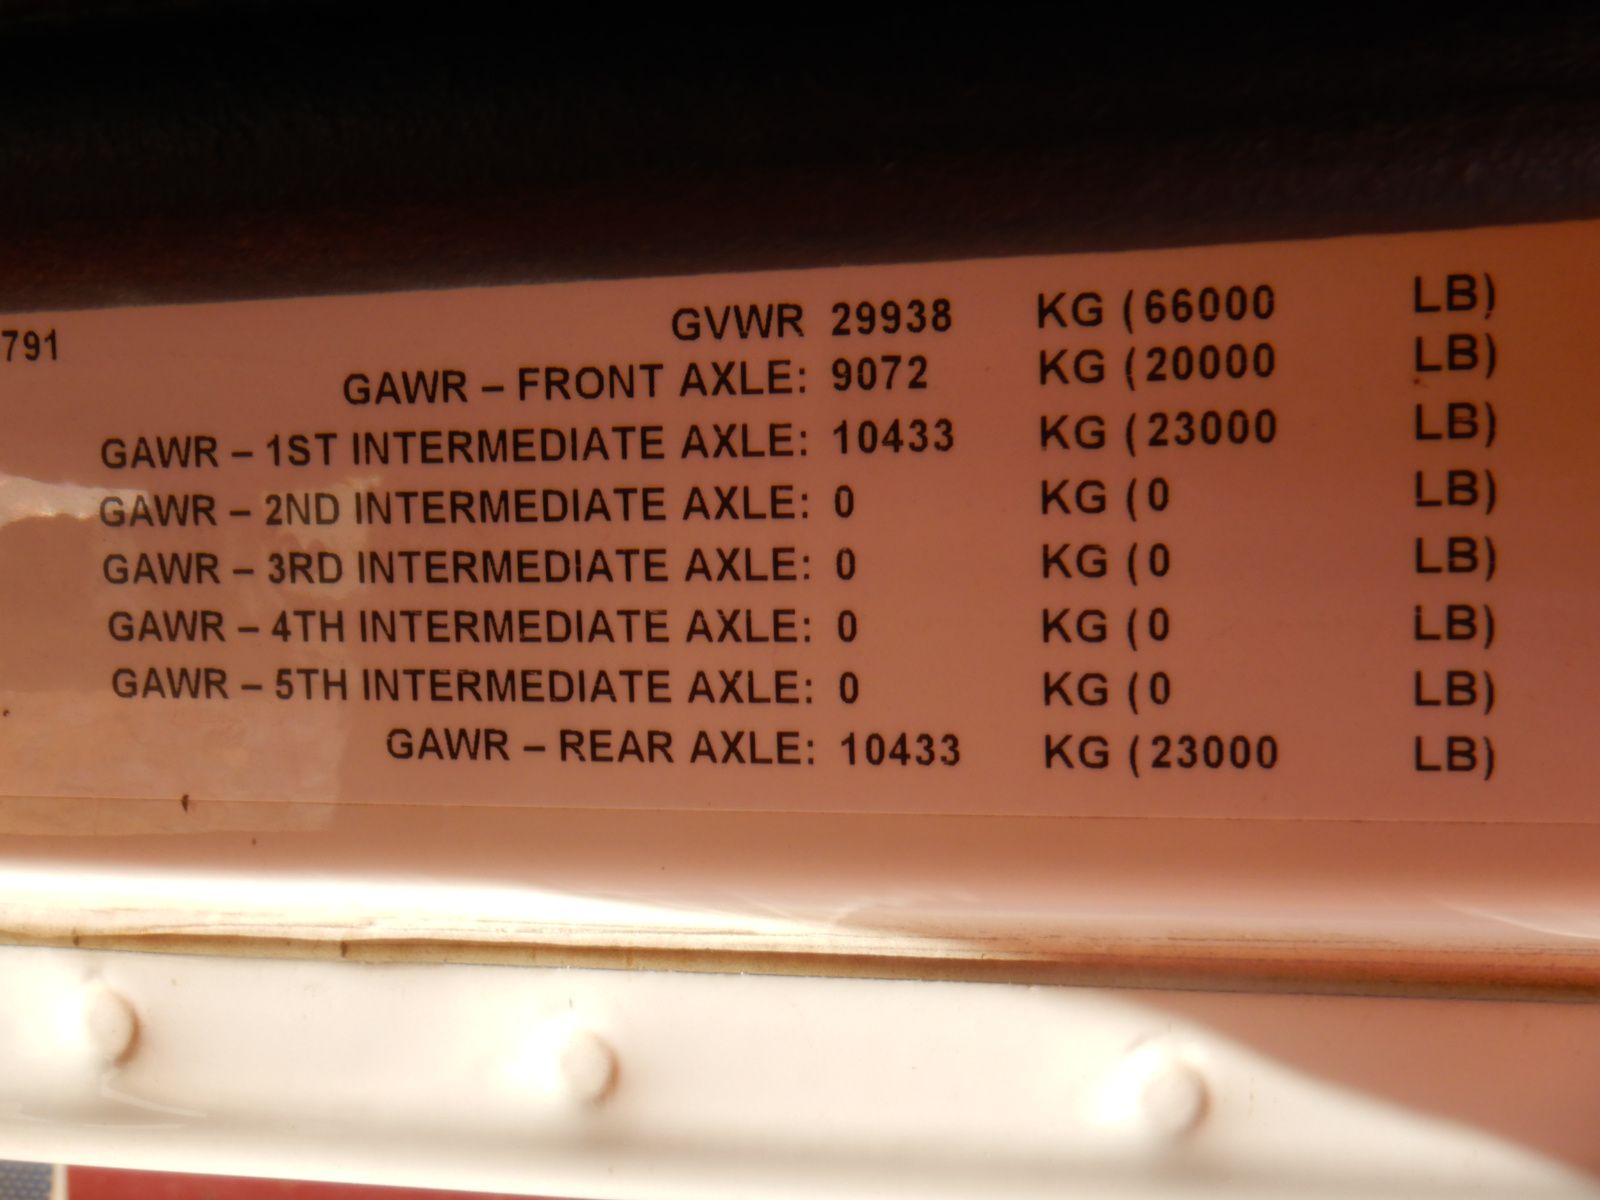 791
GVWR 29938 KG (66000 LB)
GAWR – FRONT AXLE: 9072 KG (20000 LB)
GAWR – 1ST INTERMEDIATE AXLE: 10433 KG (23000 LB)
GAWR – 2ND INTERMEDIATE AXLE: 0 KG (0 LB)
GAWR – 3RD INTERMEDIATE AXLE: 0 KG (0 LB)
GAWR – 4TH INTERMEDIATE AXLE: 0 KG (0 LB)
GAWR – 5TH INTERMEDIATE AXLE: 0 KG (0 LB)
GAWR – REAR AXLE: 10433 KG (23000 LB)